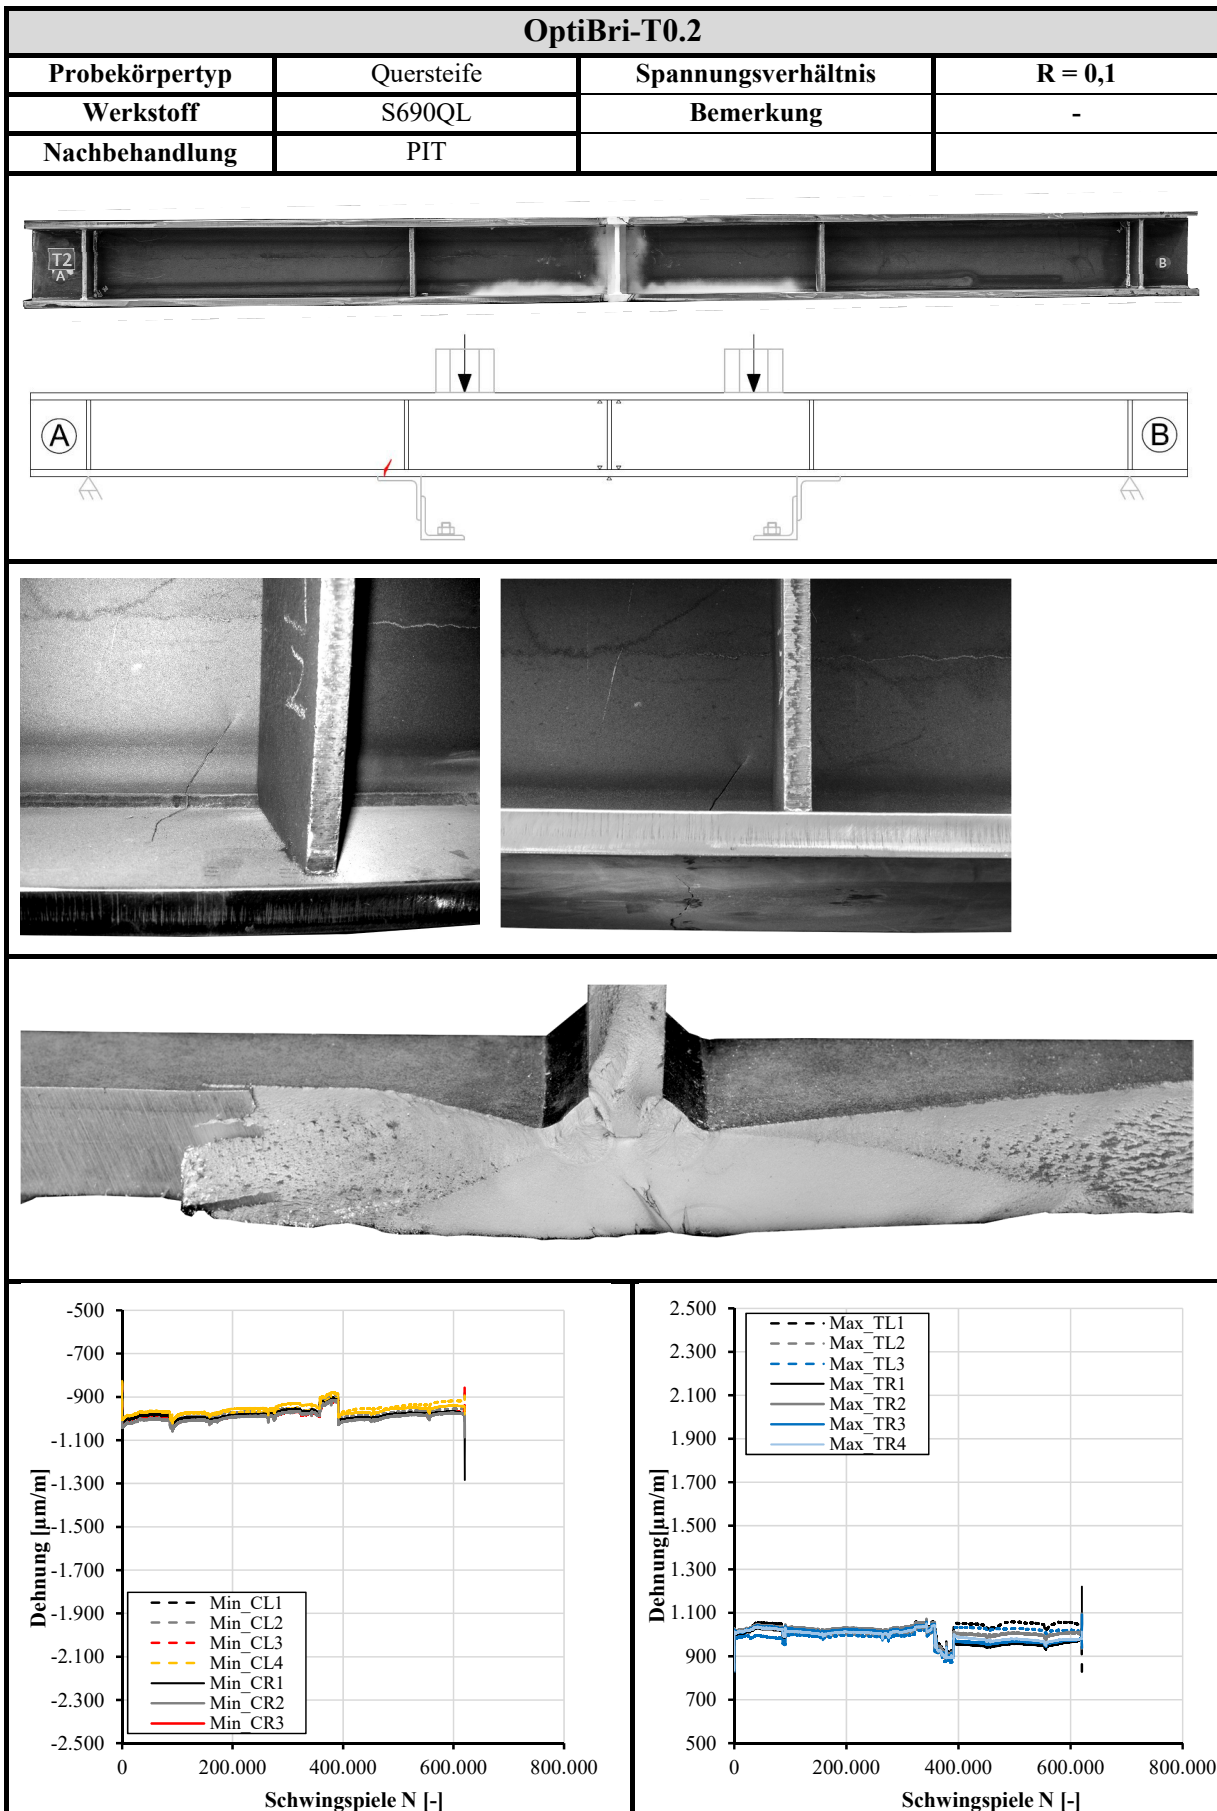 OptiBri-T0.2
Probekörpertyp Quersteife Spannungsverhältnis R = 0,1
Werkstoff S690QL Bemerkung -
Nachbehandlung PIT
T2
A
B
A
B
-500
-700
-900
-1.100
-1.300
-1.500
-1.700
-1.900
-2.100
-2.300
-2.500
Dehnung [µm/m]
Min_CL1
Min_CL2
Min_CL3
Min_CL4
Min_CR1
Min_CR2
Min_CR3
0 200.000 400.000 600.000 800.000
Schwingspiele N [-]
2.500
2.300
2.100
1.900
1.700
1.500
1.300
1.100
900
700
500
Dehnung[µm/m]
Max_TL1
Max_TL2
Max_TL3
Max_TR1
Max_TR2
Max_TR3
Max_TR4
0 200.000 400.000 600.000 800.000
Schwingspiele N [-]